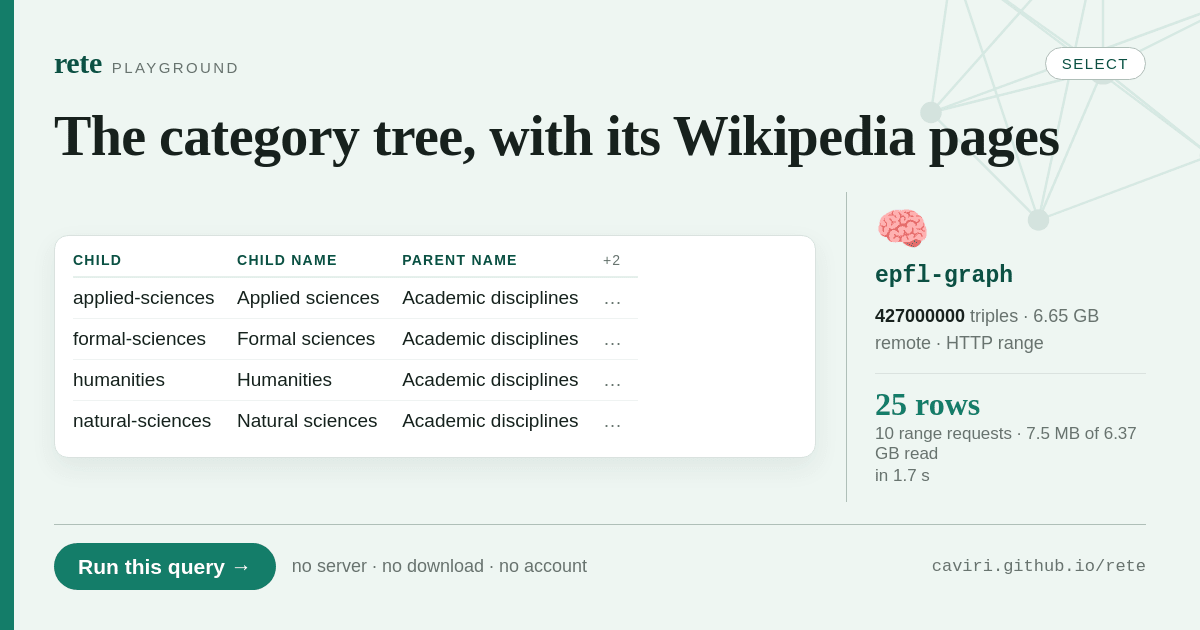 rete PLAYGROUND
SELECT
The category tree, with its Wikipedia pages
CHILD CHILD NAME PARENT NAME +2
applied-sciences Applied sciences Academic disciplines …
formal-sciences Formal sciences Academic disciplines …
humanities Humanities Academic disciplines …
natural-sciences Natural sciences Academic disciplines …
epfl-graph
427000000 triples · 6.65 GB
remote · HTTP range
25 rows
10 range requests · 7.5 MB of 6.37
GB read
in 1.7 s
Run this query →
no server · no download · no account
caviri.github.io/rete